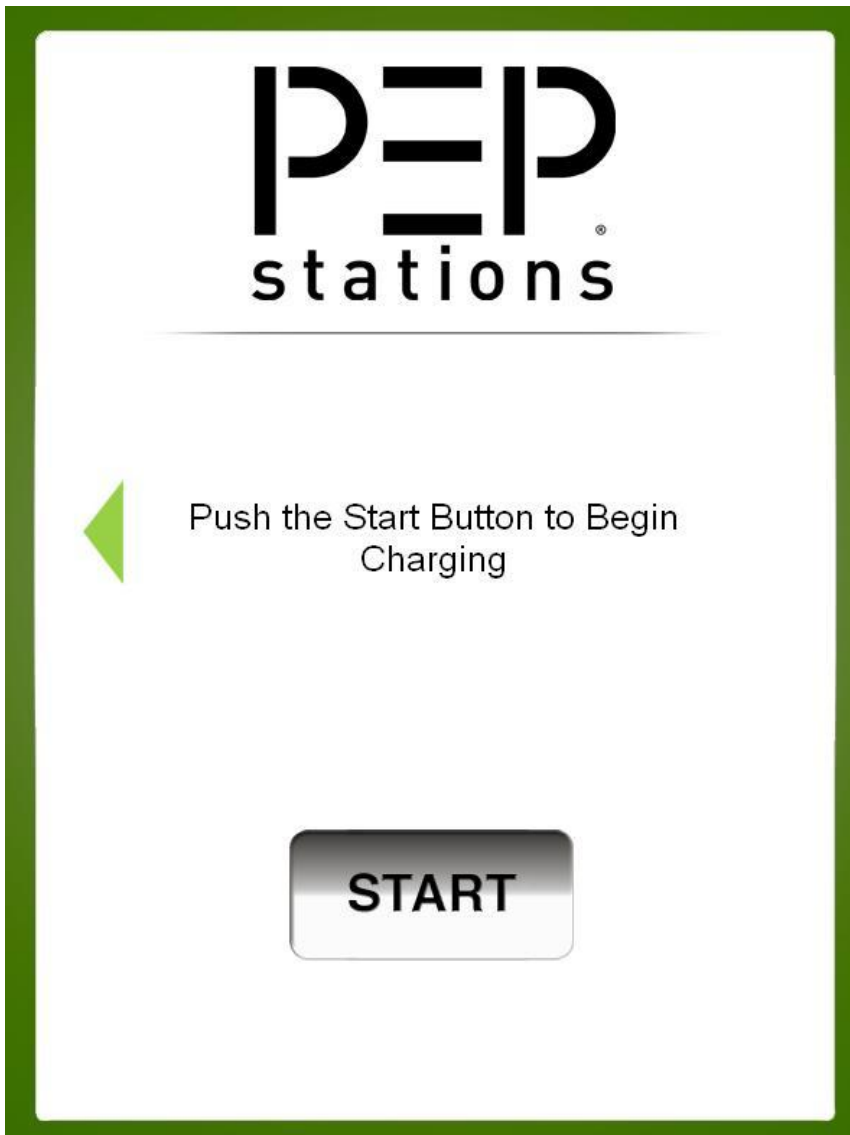 PEP
®
stations
Push the Start Button to Begin
Charging
START